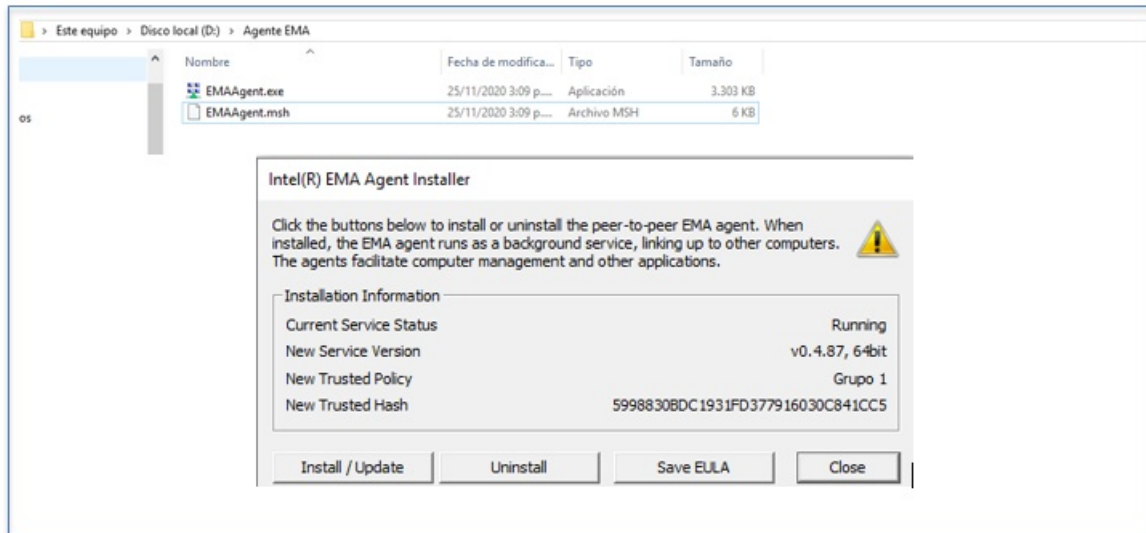 > Este equipo > Disco local (D:) > Agente EMA
Nombre Fecha de modifica... Tipo Tamaño
EMAAgent.exe 25/11/2020 3:09 p.... Aplicación 3.303 KB
EMAAgent.msh 25/11/2020 3:09 p.... Archivo MSH 6 KB
os
Intel(R) EMA Agent Installer
Click the buttons below to install or uninstall the peer-to-peer EMA agent. When
installed, the EMA agent runs as a background service, linking up to other computers.
The agents facilitate computer management and other applications.
Installation Information
Current Service Status Running
New Service Version v0.4.87, 64bit
New Trusted Policy Grupo 1
New Trusted Hash 5998830BDC1931FD377916030C841CC5
Install / Update Uninstall Save EULA Close